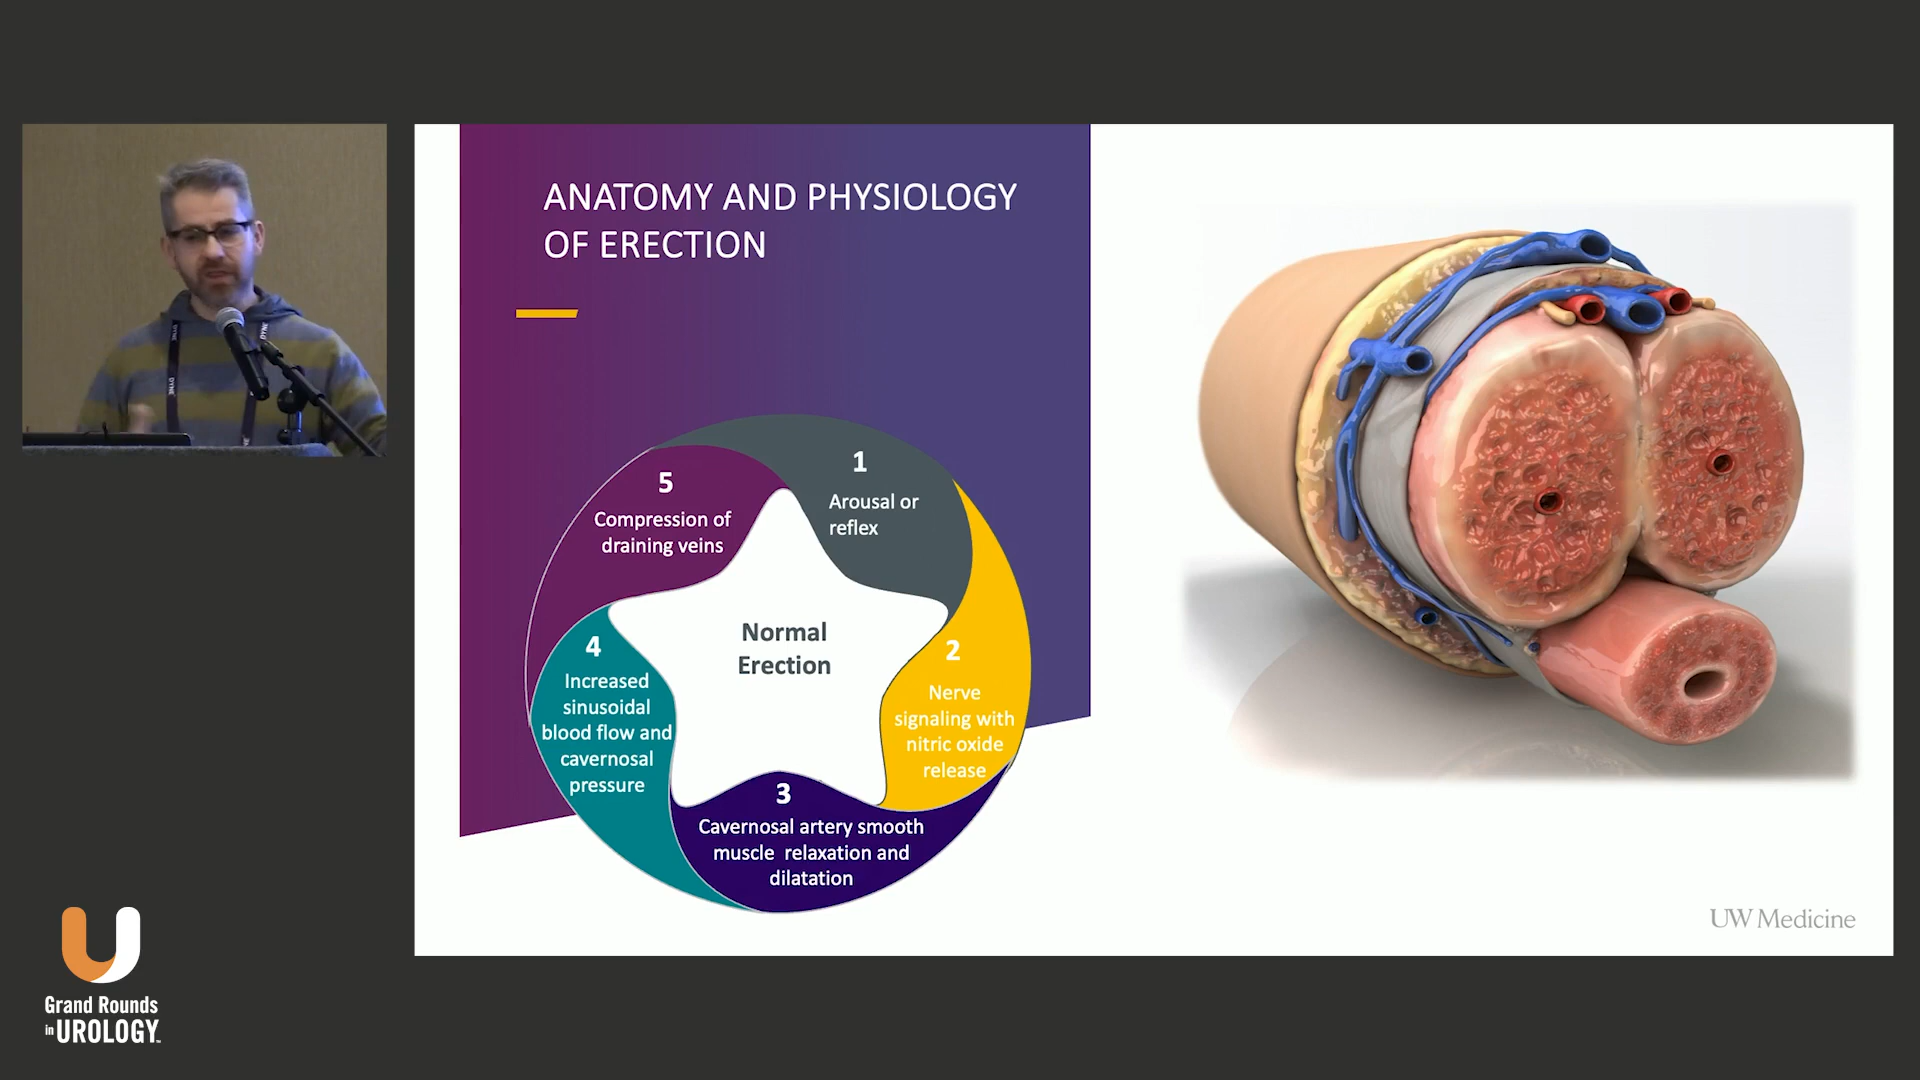 ANATOMY AND PHYSIOLOGY
OF ERECTION
1
Arousal or
reflex
2
Nerve
signaling with
nitric oxide
release
3
Cavernosal artery smooth
muscle relaxation and
dilatation
4
Increased
sinusoidal
blood flow and
cavernosal
pressure
5
Compression of
draining veins
Normal
Erection
UW Medicine
U
Grand Rounds
in UROLOGY